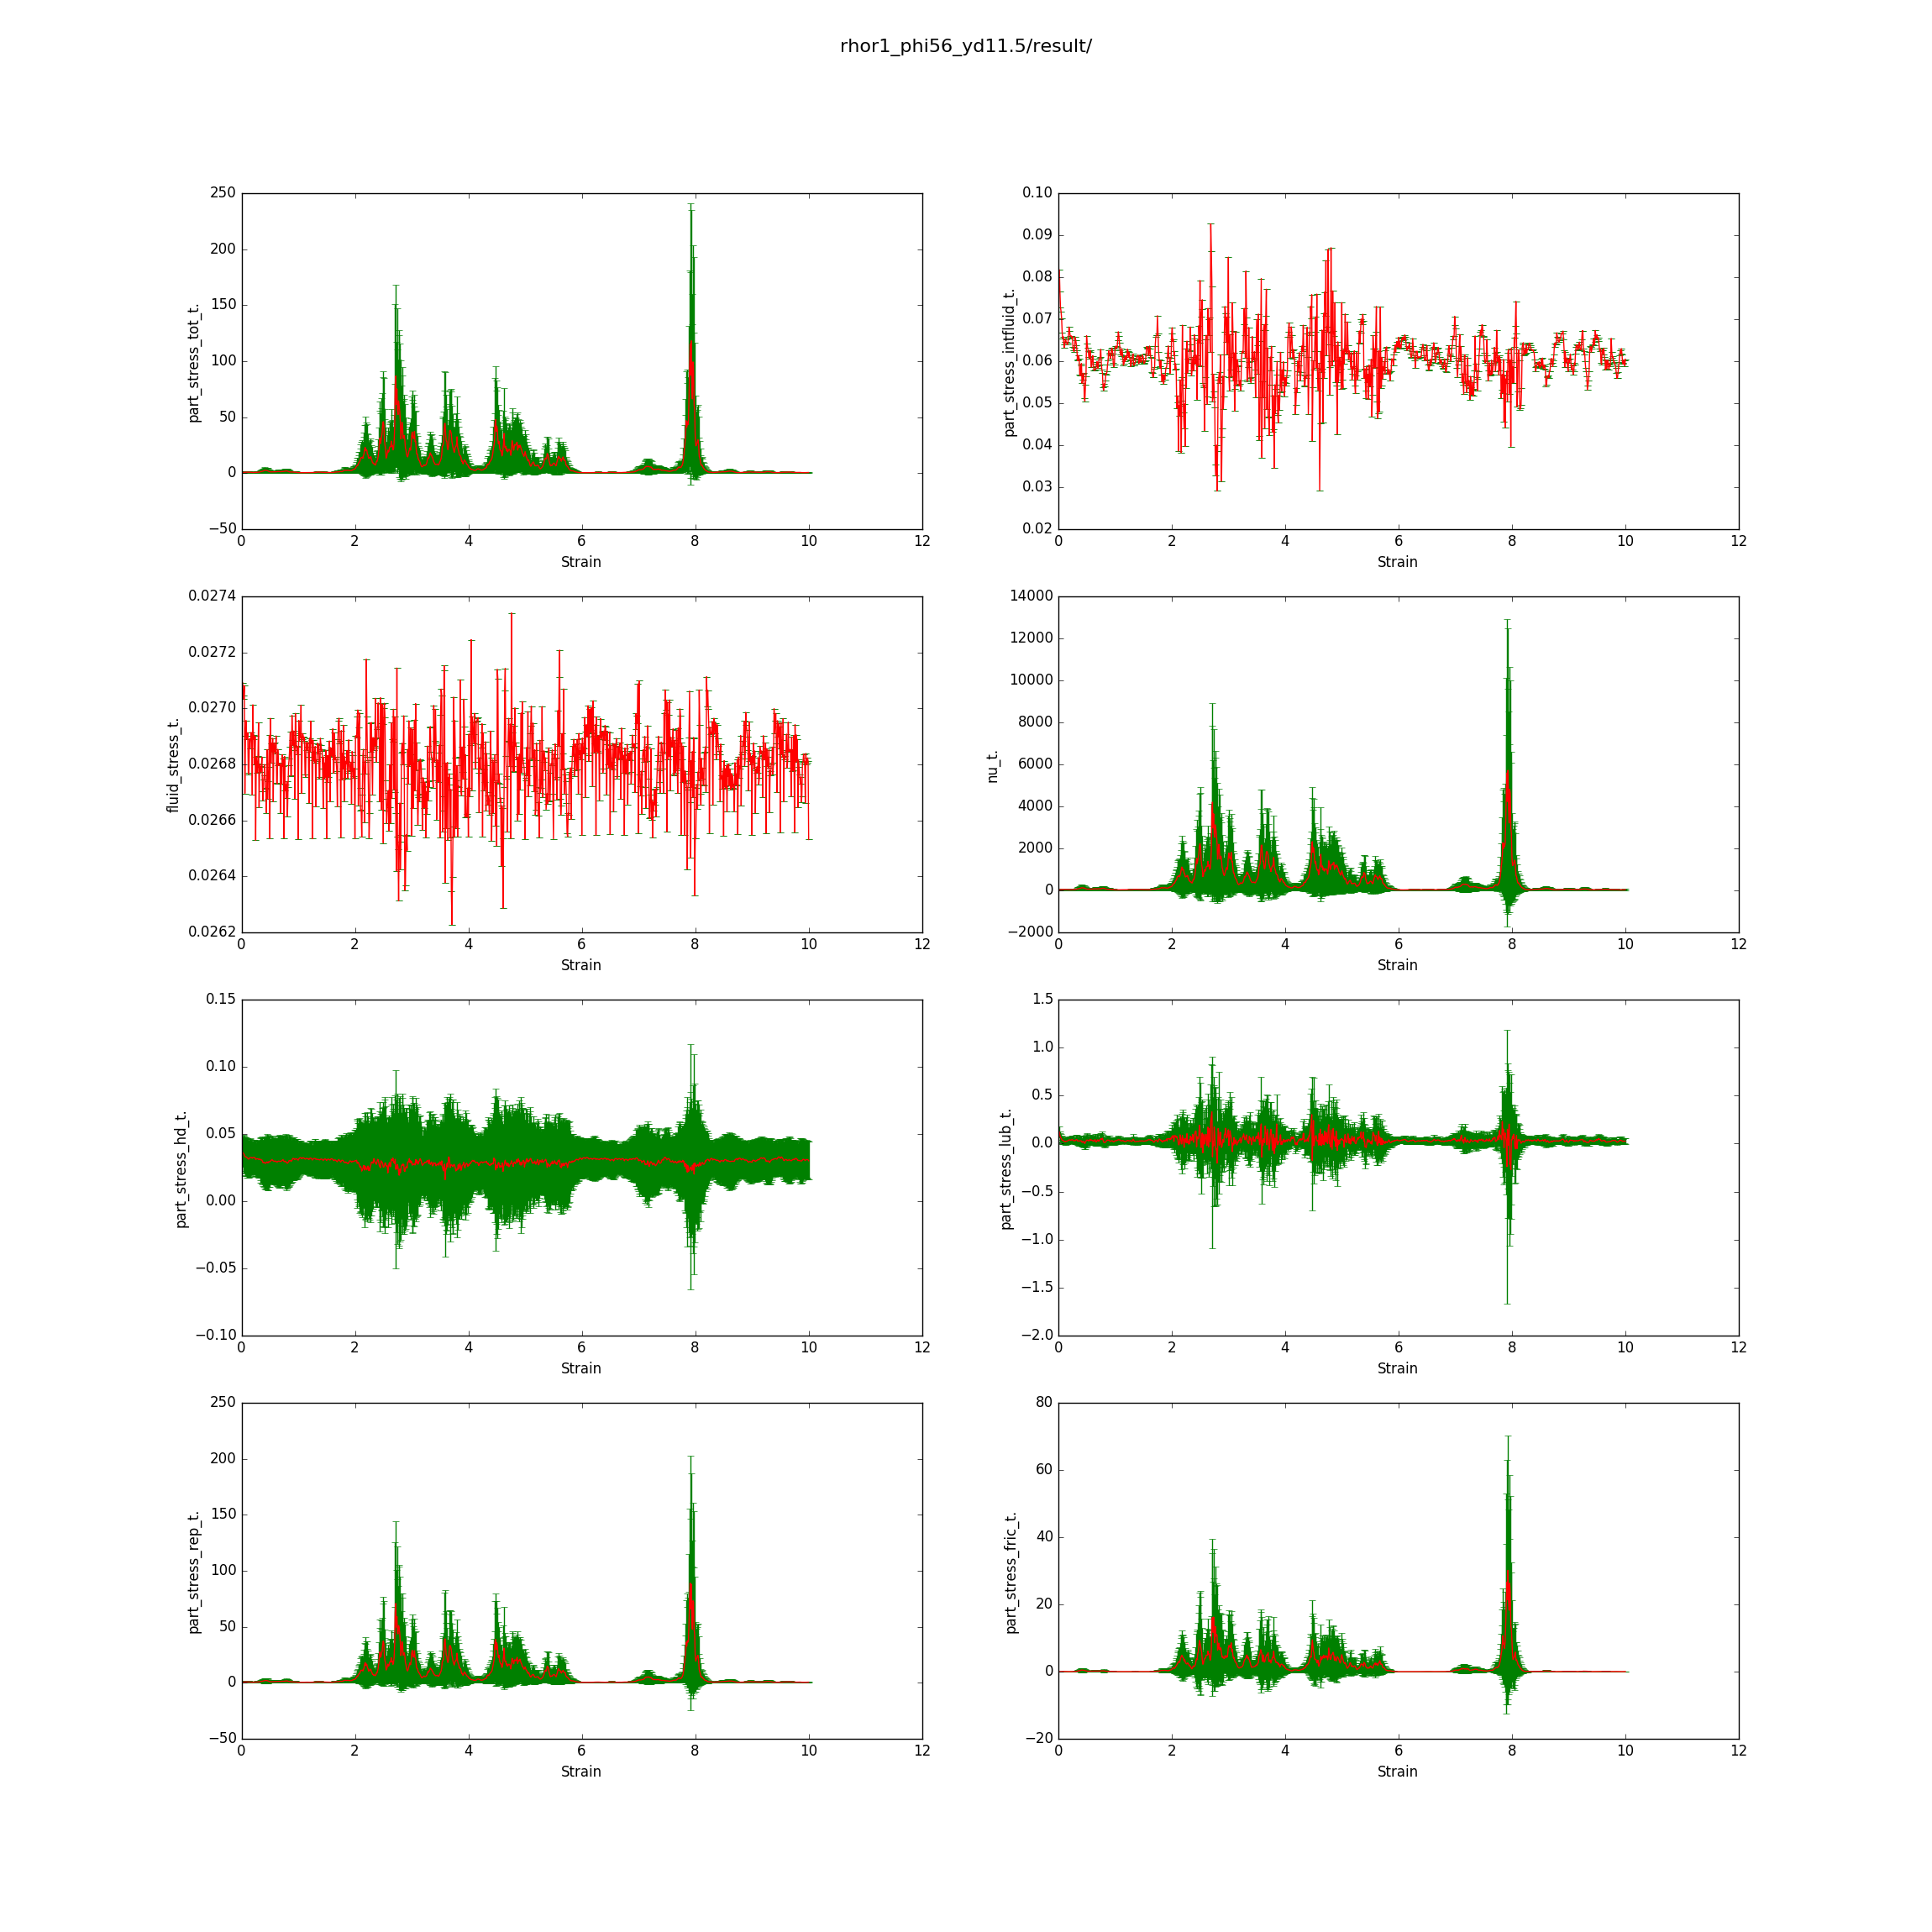 rhor1_phi56_yd11.5/result/
250
200
150
100
50
0
−50
part_stress_tot_t.
0 2 4 6 8 10 12
Strain
0.10
0.09
0.08
0.07
0.06
0.05
0.04
0.03
0.02
part_stress_intfluid_t.
0 2 4 6 8 10 12
Strain
0.0274
0.0272
0.0270
0.0268
0.0266
0.0264
0.0262
fluid_stress_t.
0 2 4 6 8 10 12
Strain
14000
12000
10000
8000
6000
4000
2000
0
−2000
nu_t.
0 2 4 6 8 10 12
Strain
0.15
0.10
0.05
0.00
−0.05
−0.10
part_stress_hd_t.
0 2 4 6 8 10 12
Strain
1.5
1.0
0.5
0.0
−0.5
−1.0
−1.5
−2.0
part_stress_lub_t.
0 2 4 6 8 10 12
Strain
250
200
150
100
50
0
−50
part_stress_rep_t.
0 2 4 6 8 10 12
Strain
80
60
40
20
0
−20
part_stress_fric_t.
0 2 4 6 8 10 12
Strain